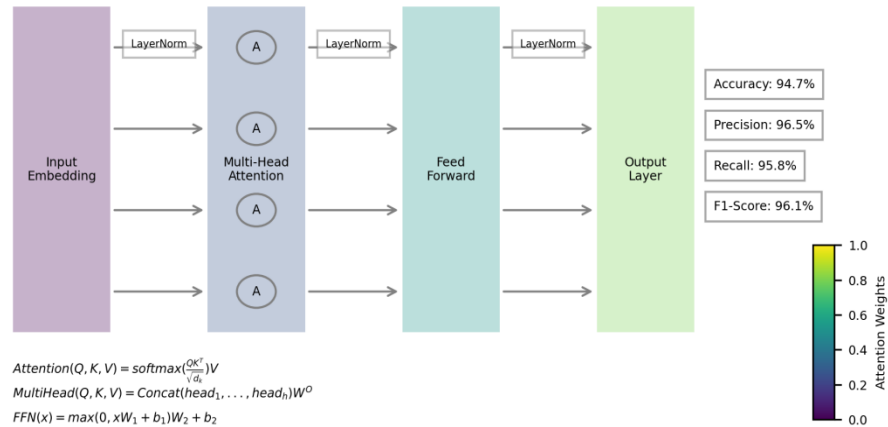 LayerNorm
LayerNorm
LayerNorm
A
A
A
A
Input
Embedding
Multi-Head
Attention
Feed
Forward
Output
Layer
Accuracy: 94.7%
Precision: 96.5%
Recall: 95.8%
F1-Score: 96.1%
1.0
0.8
0.6
0.4
0.2
0.0
Attention Weights
Attention(Q, K, V) = softmax(\frac{QK^T}{\sqrt{d_k}})V
MultiHead(Q, K, V) = Concat(head_1, . . . , head_h)W^O
FFN(x) = max(0, xW_1 + b_1)W_2 + b_2